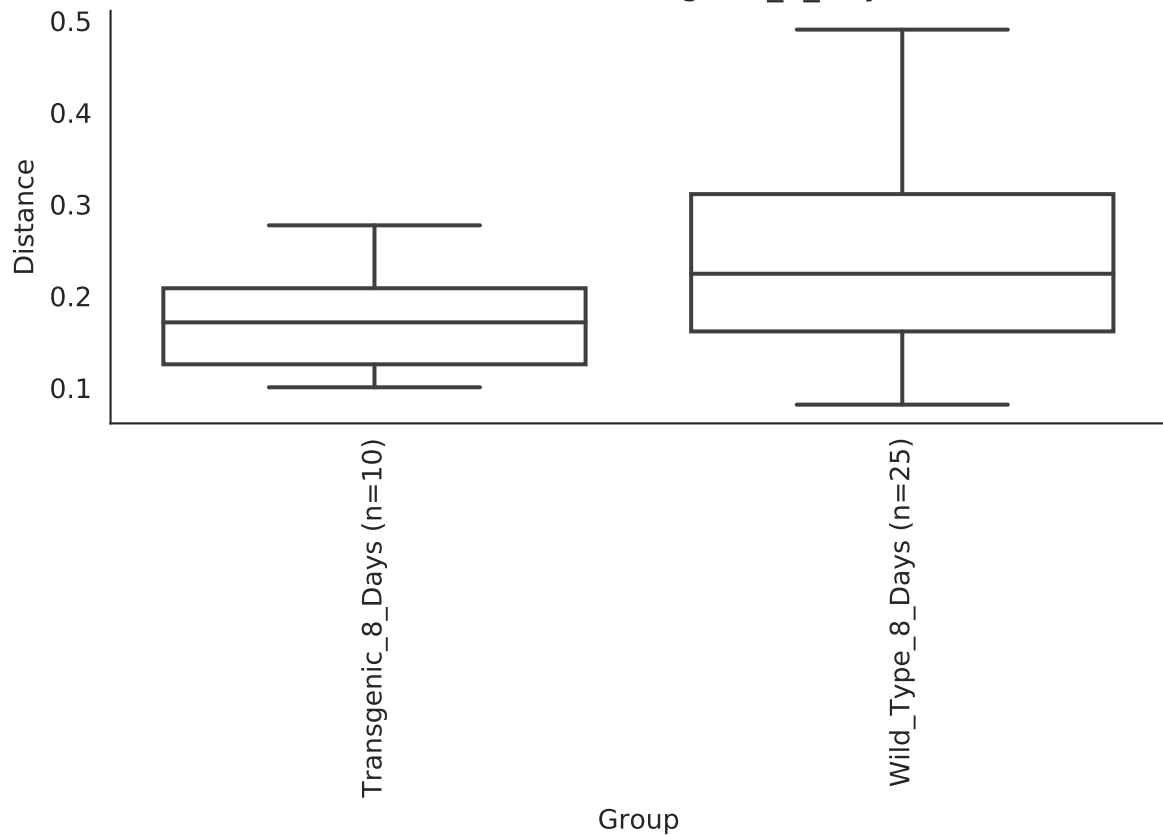 0.5
0.4
0.3
0.2
0.1
Distance
Transgenic_8_Days (n=10)
Wild_Type_8_Days (n=25)
Group